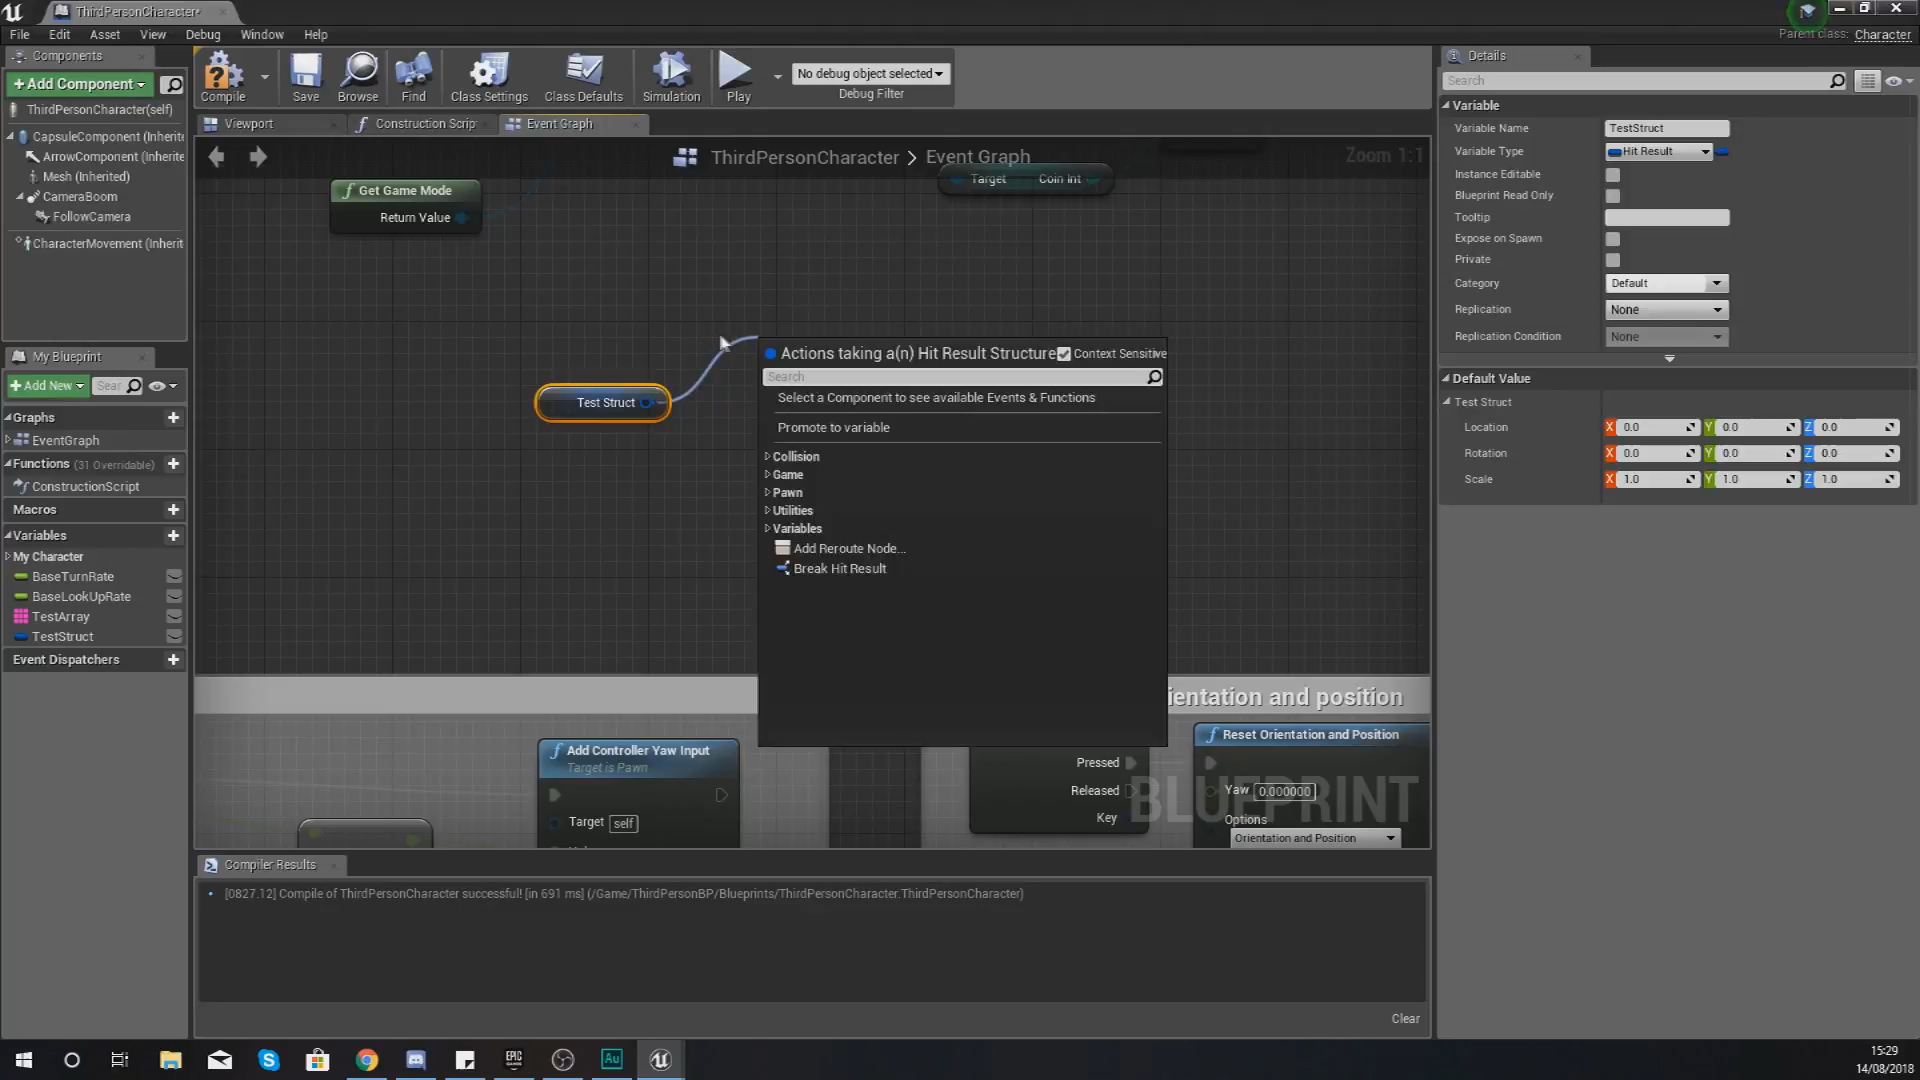 ThirdPersonCharacter*
File Edit Asset View Debug Window Help
Parent class: Character
Components
+Add Component
ThirdPersonCharacter(self)
CapsuleComponent (Inherite
ArrowComponent (Inherite
Mesh (Inherited)
CameraBoom
FollowCamera
CharacterMovement (Inherit
Compile
Save
Browse
Find
Class Settings
Class Defaults
Simulation
Play
No debug object selected
Debug Filter
Viewport
Construction Scrip
Event Graph
ThirdPersonCharacter > Event Graph
Zoom 1:1
Get Game Mode
Return Value
Target Coin Int
Test Struct
Actions taking a(n) Hit Result Structure
Context Sensitive
Search
Select a Component to see available Events & Functions
Promote to variable
Collision
Game
Pawn
Utilities
Variables
Add Reroute Node...
Break Hit Result
ientation and position
Add Controller Yaw Input
Target is Pawn
Target self
Pressed
Released
Key
Reset Orientation and Position
Yaw 0.000000
Options
Orientation and Position
BLUEPRINT
My Blueprint
+Add New
Sear
Graphs
EventGraph
Functions (31 Overridable)
ConstructionScript
Macros
Variables
My Character
BaseTurnRate
BaseLookUpRate
TestArray
TestStruct
Event Dispatchers
Compiler Results
[0827.12] Compile of ThirdPersonCharacter successful! [in 691 ms] (/Game/ThirdPersonBP/Blueprints/ThirdPersonCharacter.ThirdPersonCharacter)
Clear
Details
Search
Variable
Variable Name TestStruct
Variable Type Hit Result
Instance Editable
Blueprint Read Only
Tooltip
Expose on Spawn
Private
Category Default
Replication None
Replication Condition None
Default Value
Test Struct
Location X 0.0 Y 0.0 Z 0.0
Rotation X 0.0 Y 0.0 Z 0.0
Scale X 1.0 Y 1.0 Z 1.0
EPIC GAMES
Au
15:29
14/08/2018